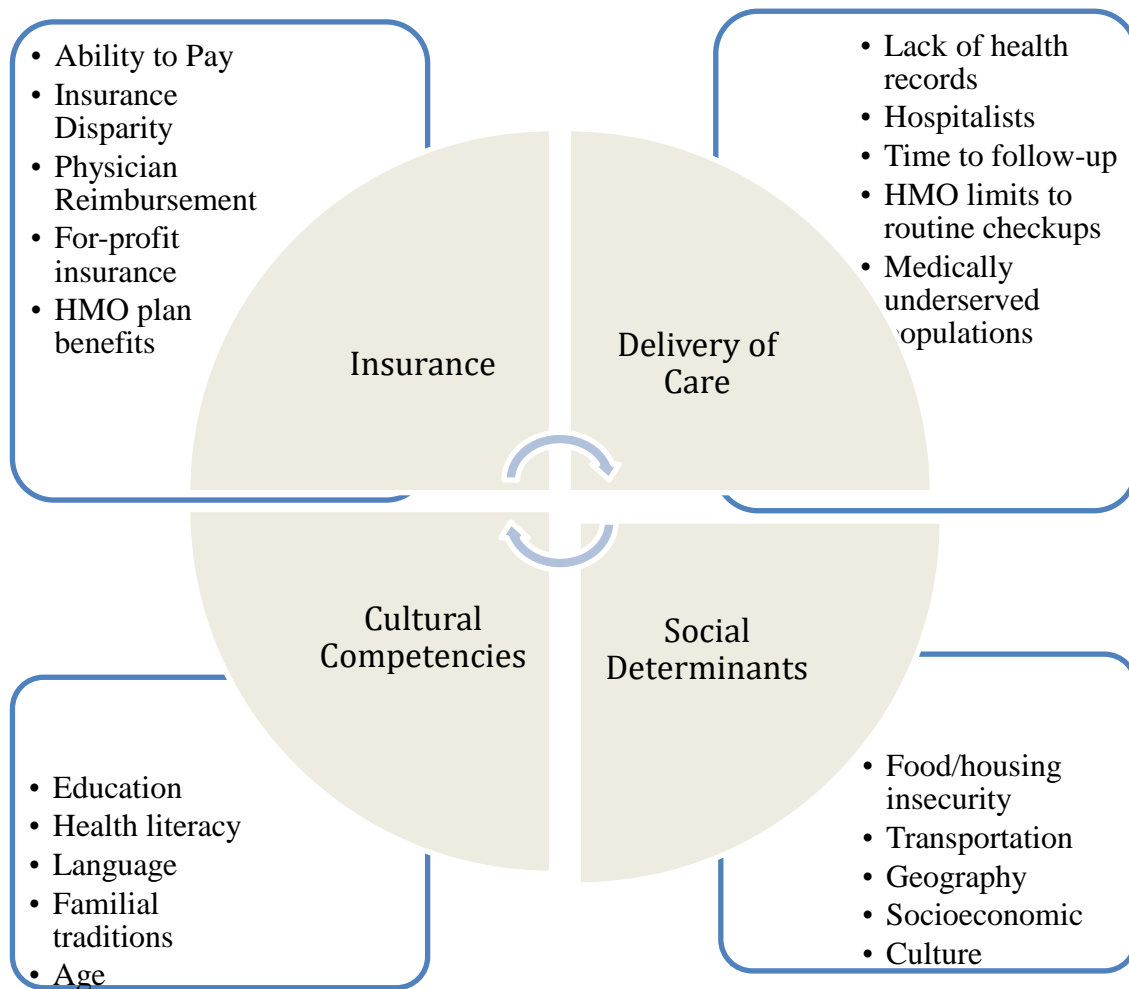 • Ability to Pay
• Insurance
Disparity
• Physician
Reimbursement
• For-profit
insurance
• HMO plan
benefits
• Lack of health
records
• Hospitalists
• Time to follow-up
• HMO limits to
routine checkups
• Medically
underserved
populations
Insurance
Delivery of
Care
Cultural
Competencies
Social
Determinants
• Education
• Health literacy
• Language
• Familial
traditions
• Age
• Food/housing
insecurity
• Transportation
• Geography
• Socioeconomic
• Culture